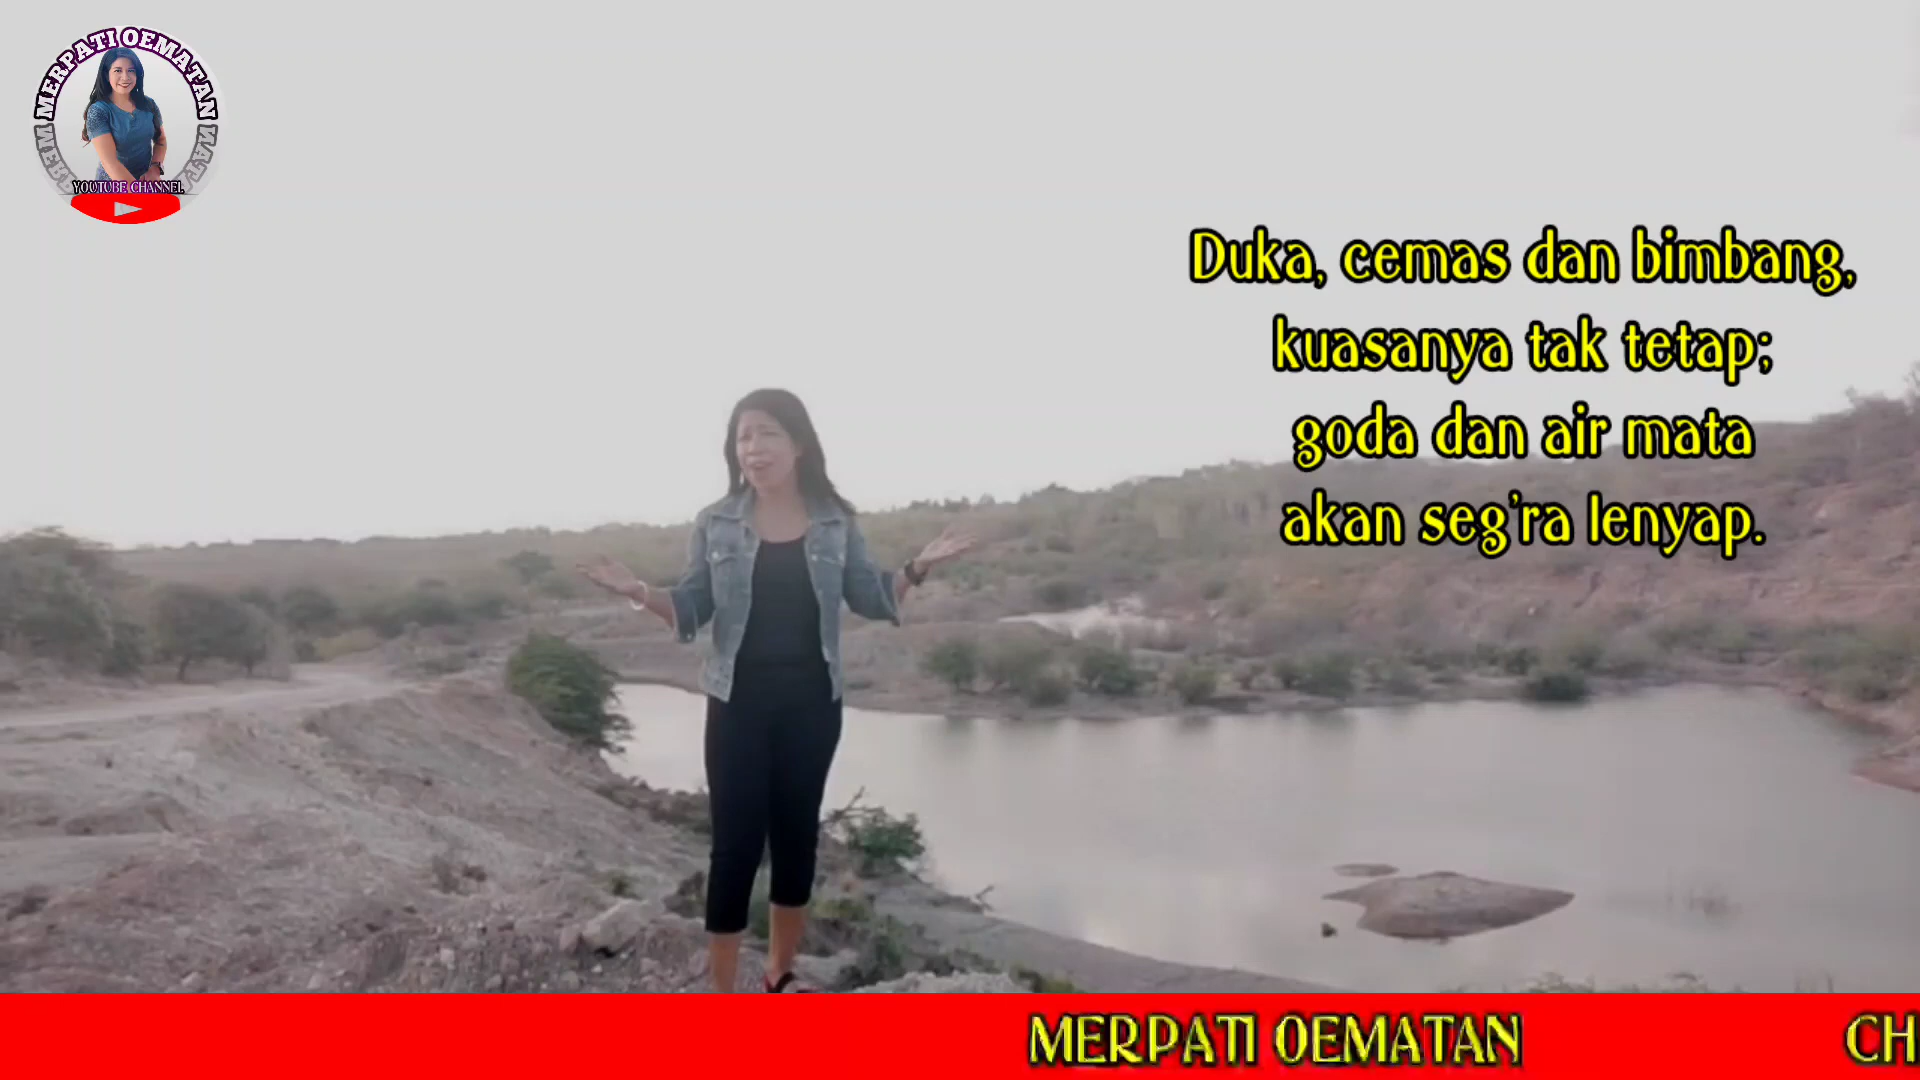 MERPATI OEMATAN
YOUTUBE CHANNEL
Duka, cemas dan bimbang,
kuasanya tak tetap;
goda dan air mata
akan seg'ra lenyap.
MERPATI OEMATAN CH